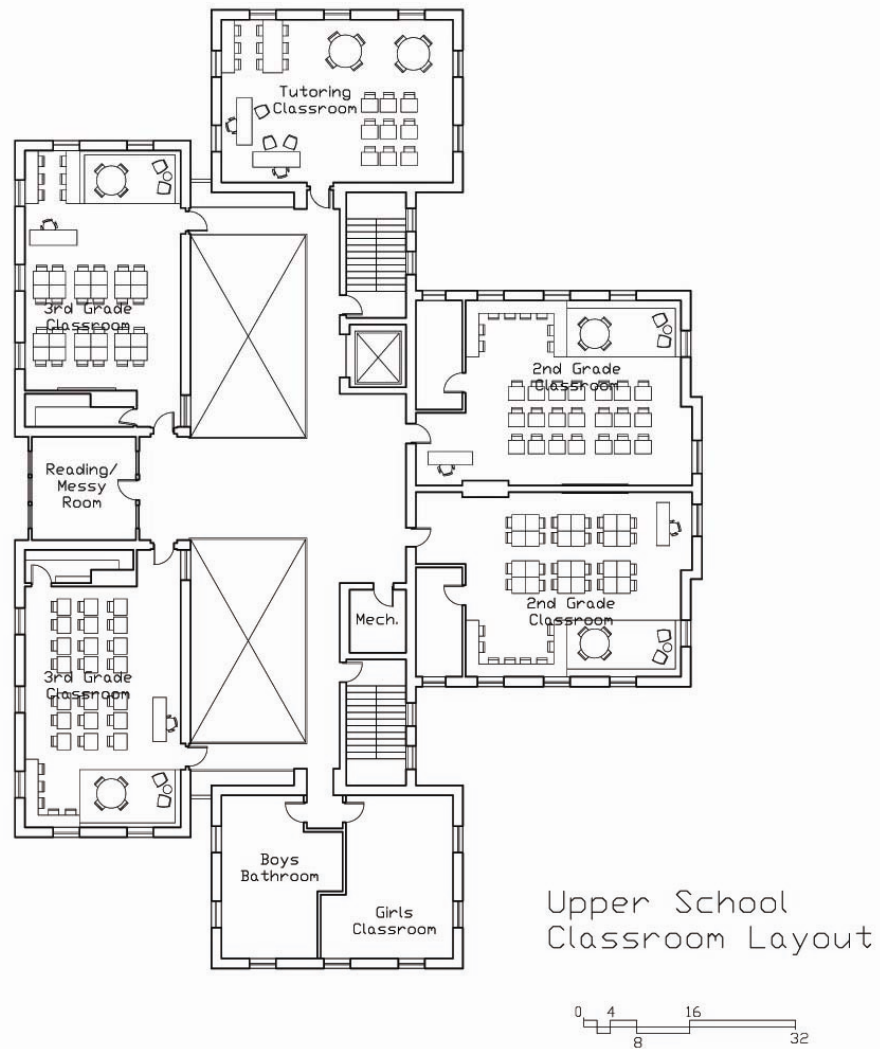 Tutoring
Classroom
3rd Grade
Classroom
2nd Grade
Classroom
Reading/
Messy
Room
2nd Grade
Classroom
Mech.
3rd Grade
Classroom
Boys
Bathroom
Girls
Classroom
Upper School
Classroom Layout
0 4 16
8 32